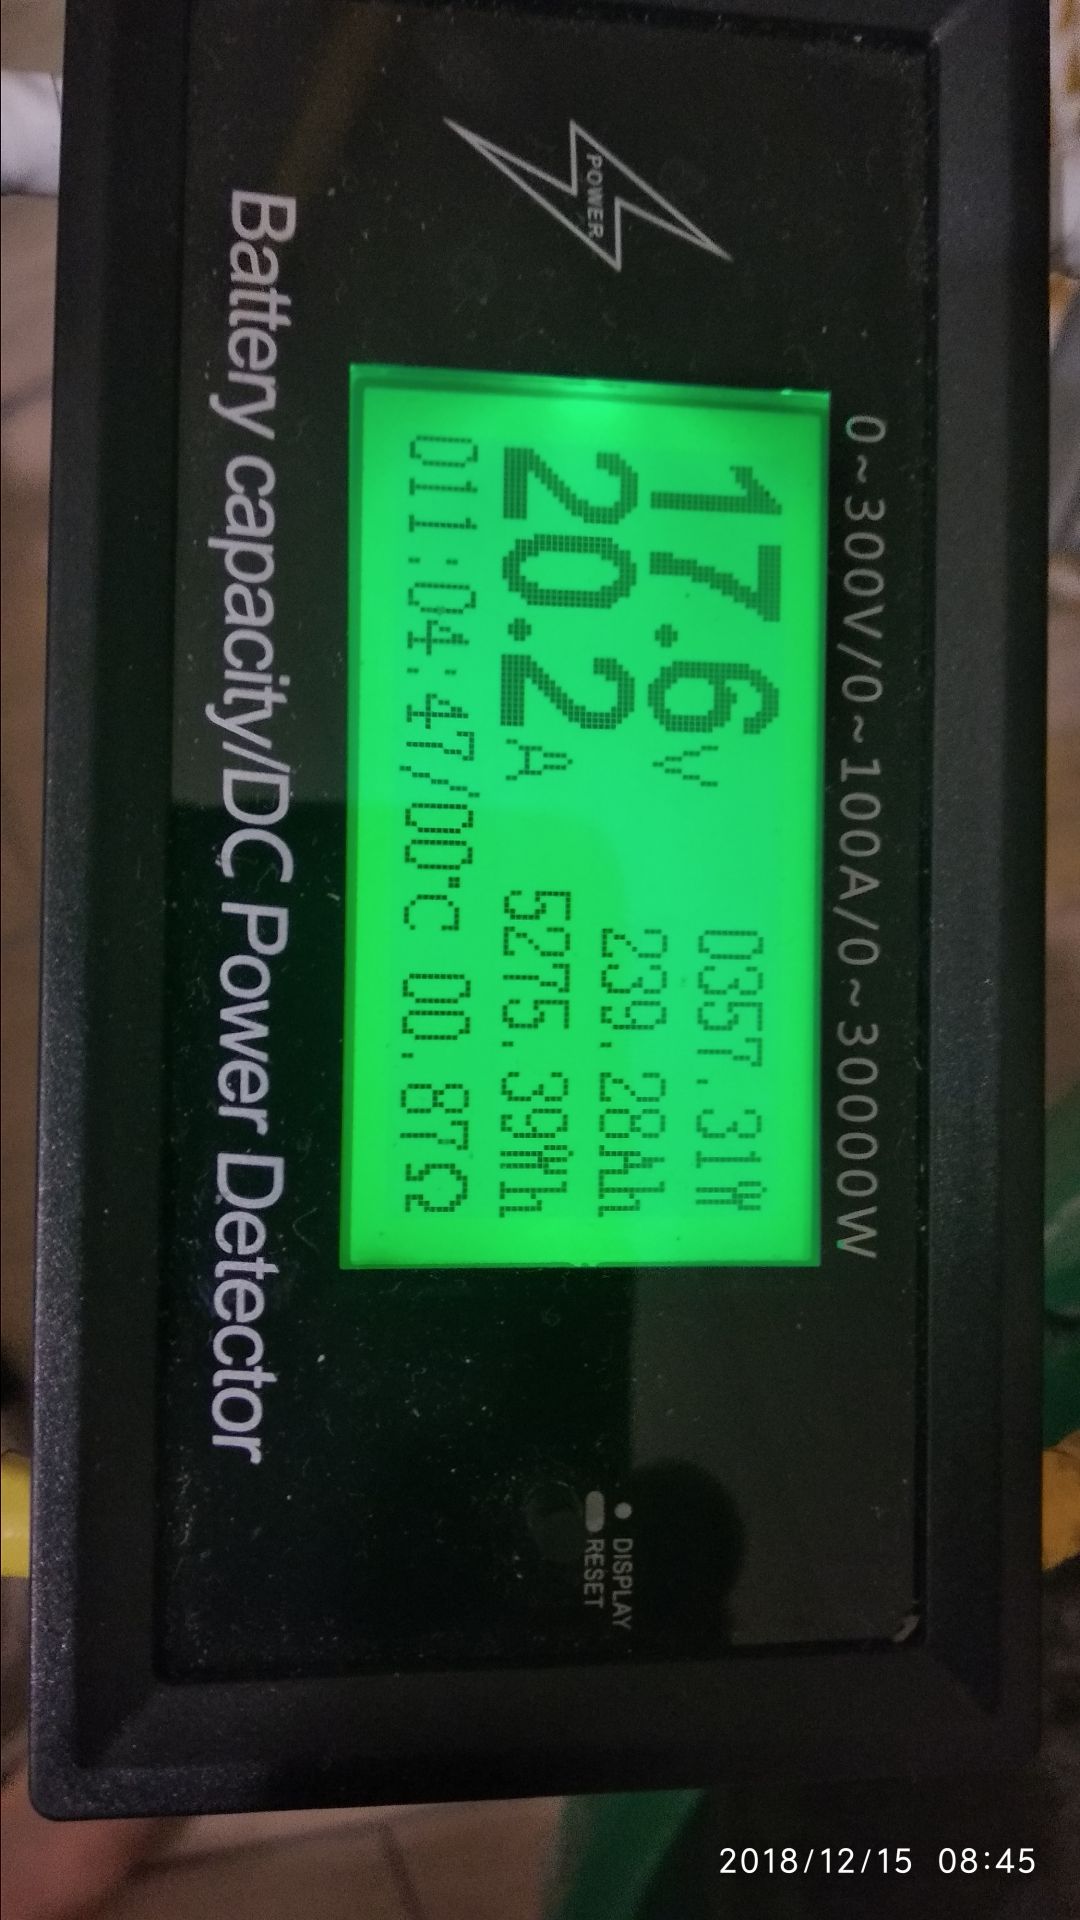 0~300V/0~100A/0~30000W
POWER
17.6V
20.2A
0357.31W
239.28Ah
5275.39Wh
011:04:47/00°C 00.87Ω
DISPLAY
RESET
Battery capacity/DC Power Detector
2018/12/15 08:45